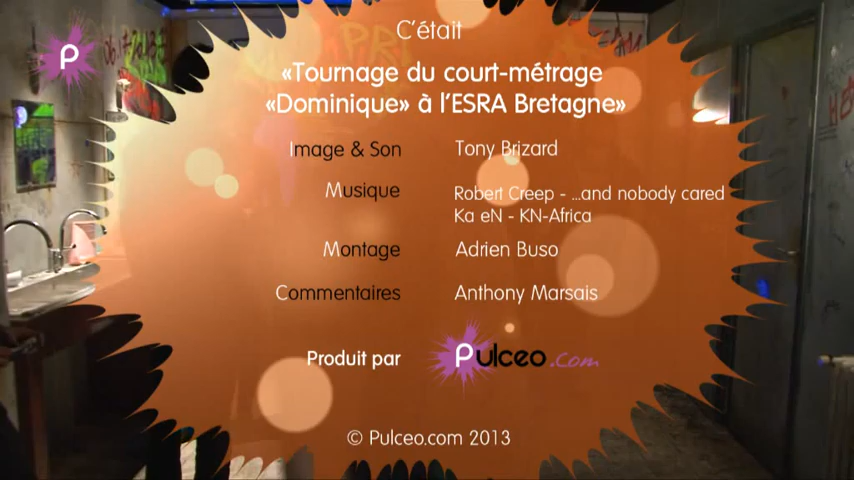 C'était
«Tournage du court-métrage
«Dominique» à l'ESRA Bretagne»
Image & Son Tony Brizard
Musique Robert Creep - ...and nobody cared
Ka eN - KN-Africa
Montage Adrien Buso
Commentaires Anthony Marsais
Produit par Pulceo.com
© Pulceo.com 2013
P